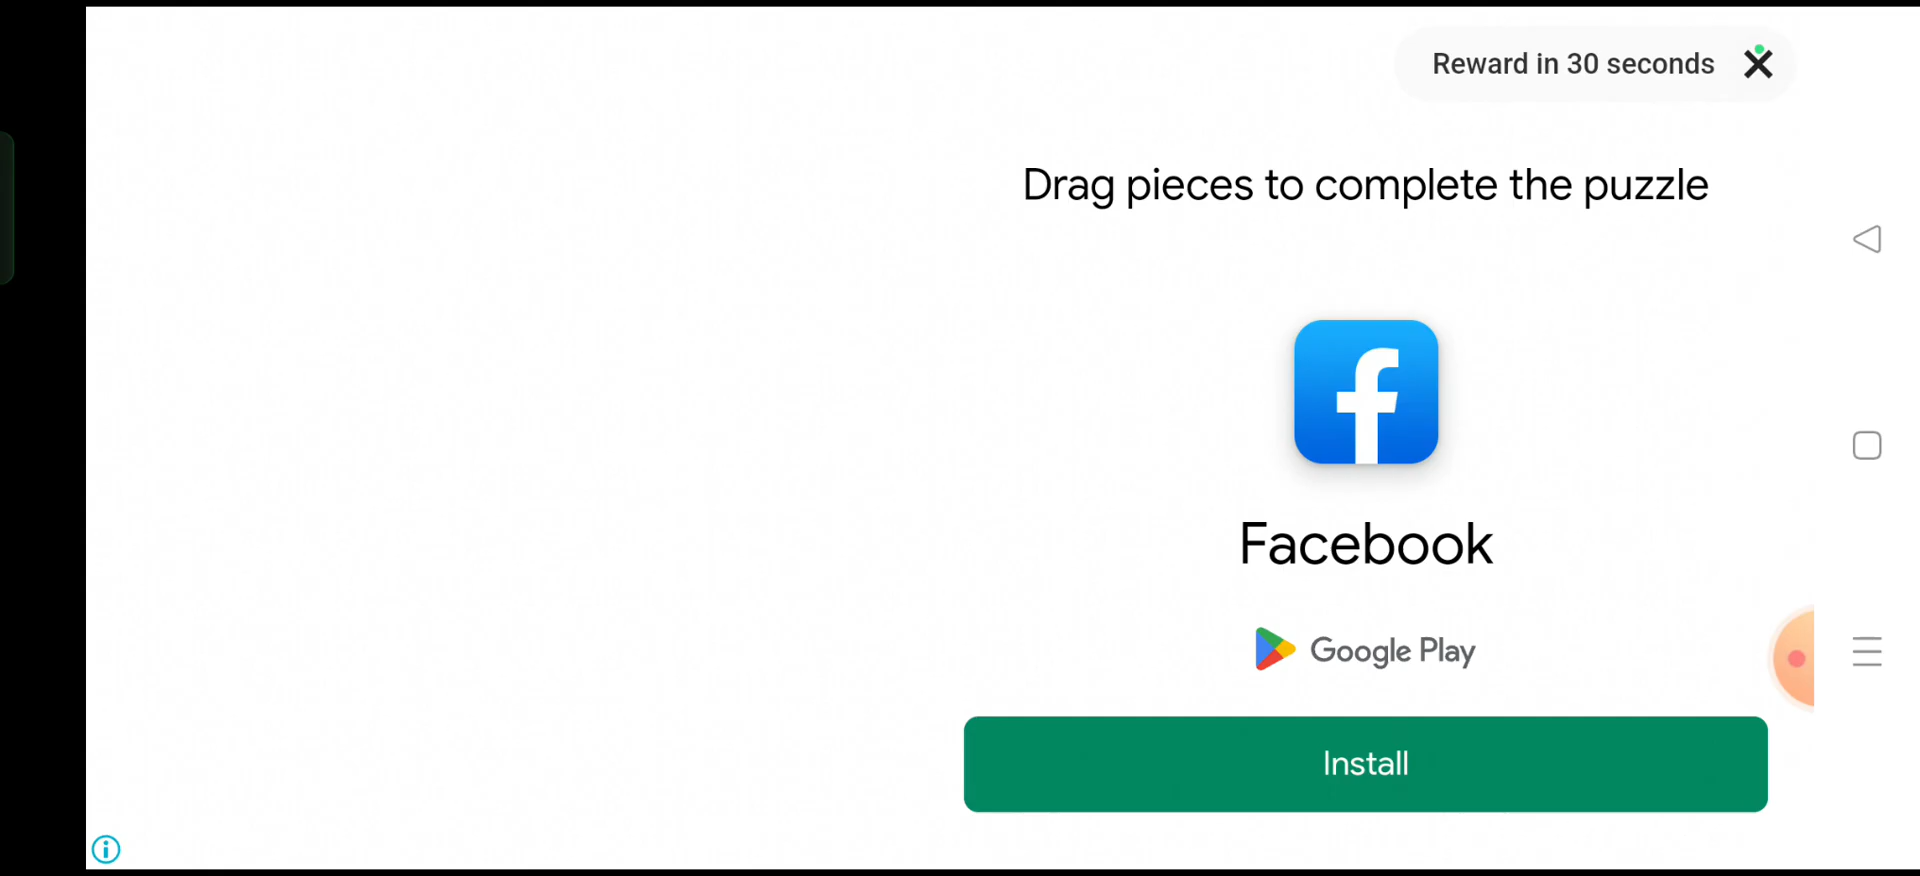 Reward in 30 seconds
Drag pieces to complete the puzzle
Facebook
Google Play
Install